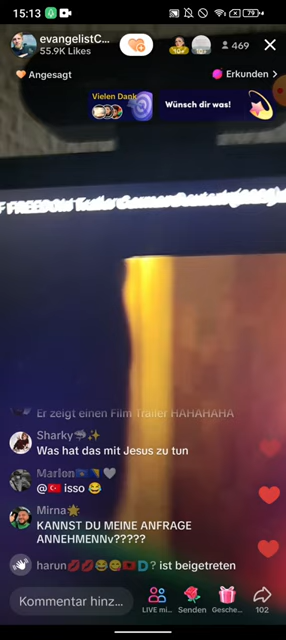 15:13
79
evangelistC...
55.9K Likes
469
Angesagt
Erkunden >
Vielen Dank
Wünsch dir was!
F FREEDOM Trailer German Deutsch
Er zeigt einen Film Trailer HAHAHAHA
Sharky🦈✨
Was hat das mit Jesus zu tun
Marlon
@🇹🇷 isso 😂
Mirna🌟
KANNST DU MEINE ANFRAGE
ANNEHMENNv?????
harun💋💋😂😋🇹🇷D? ist beigetreten
Kommentar hinz...
LIVE mi...
Senden
Gesche...
102